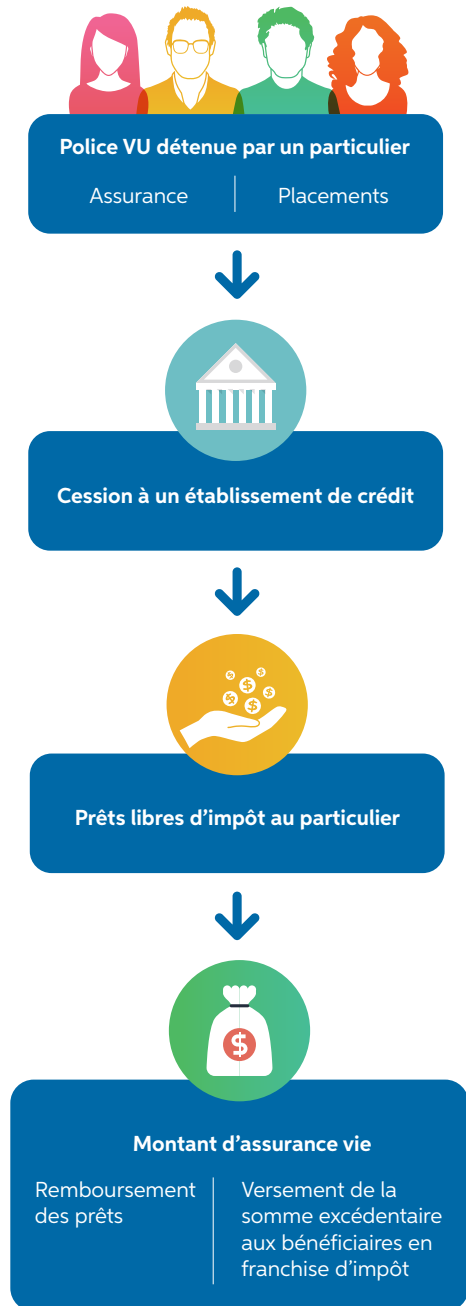 Police VU détenue par un particulier
Assurance
Placements
Cession à un établissement de crédit
Prêts libres d’impôt au particulier
Montant d’assurance vie
Remboursement
des prêts
Versement de la
somme excédentaire
aux bénéficiaires en
franchise d’impôt